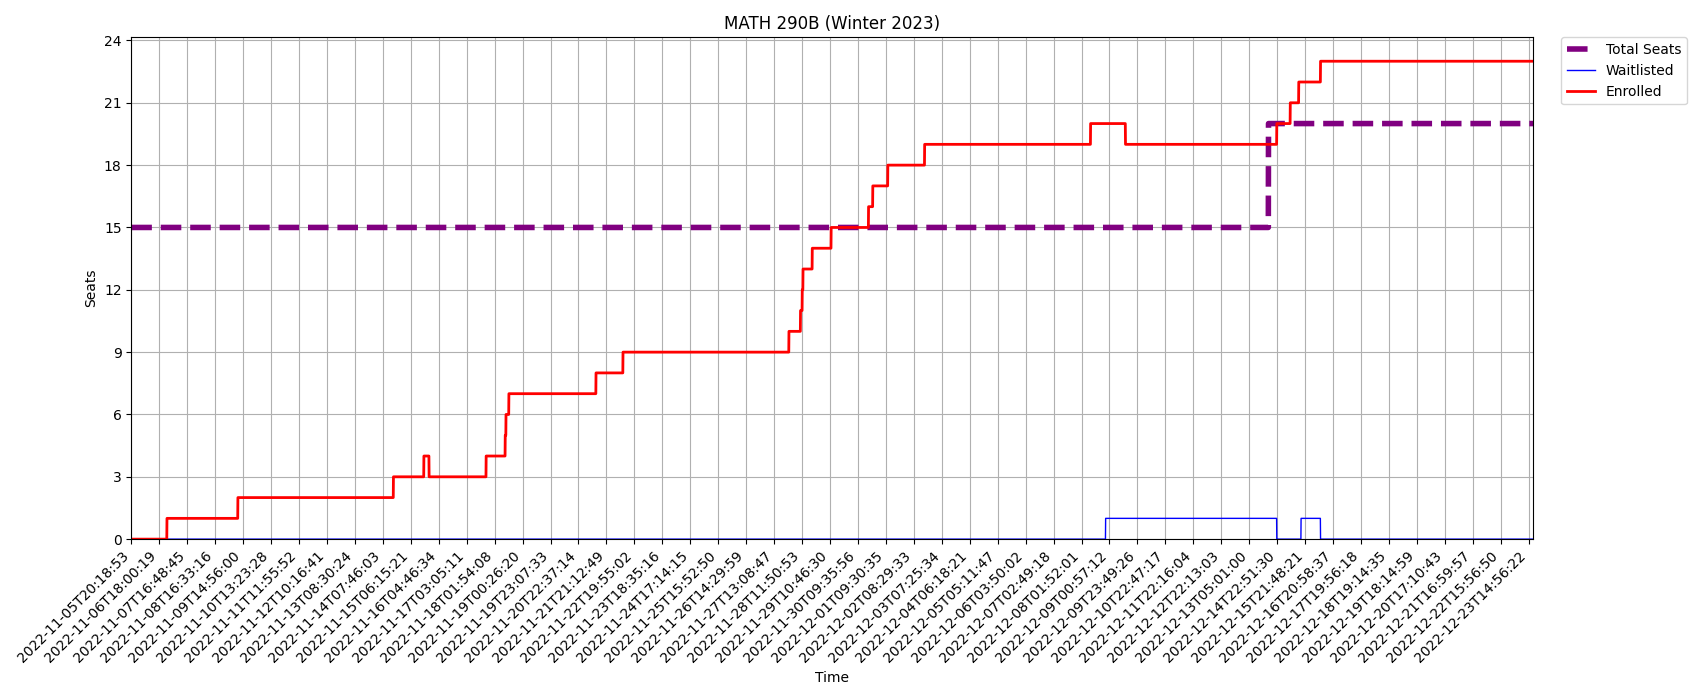 MATH 290B (Winter 2023)
Total Seats
Waitlisted
Enrolled
Seats
24
21
18
15
12
9
6
3
0
2022-11-05T20:18:53
2022-11-06T18:00:19
2022-11-07T16:48:45
2022-11-08T16:33:16
2022-11-09T14:56:00
2022-11-10T13:23:28
2022-11-11T11:55:52
2022-11-12T10:16:41
2022-11-13T08:30:24
2022-11-14T07:46:03
2022-11-15T06:15:21
2022-11-16T04:46:34
2022-11-17T03:05:11
2022-11-18T01:54:08
2022-11-19T00:26:20
2022-11-19T23:07:33
2022-11-20T22:37:14
2022-11-21T21:12:49
2022-11-22T19:55:02
2022-11-23T18:35:16
2022-11-24T17:14:15
2022-11-25T15:52:50
2022-11-26T14:29:59
2022-11-27T13:08:47
2022-11-28T11:50:53
2022-11-29T10:46:30
2022-11-30T09:35:56
2022-12-01T09:30:35
2022-12-02T08:29:33
2022-12-03T07:25:34
2022-12-04T06:18:21
2022-12-05T05:11:47
2022-12-06T03:50:02
2022-12-07T02:49:18
2022-12-08T01:52:01
2022-12-09T00:57:12
2022-12-09T23:49:26
2022-12-10T22:47:17
2022-12-11T22:16:04
2022-12-12T22:13:03
2022-12-13T05:01:00
2022-12-14T22:51:30
2022-12-15T21:48:21
2022-12-16T20:58:37
2022-12-17T19:56:18
2022-12-18T19:14:35
2022-12-19T18:14:59
2022-12-20T17:10:43
2022-12-21T16:59:57
2022-12-22T15:56:50
2022-12-23T14:56:22
Time